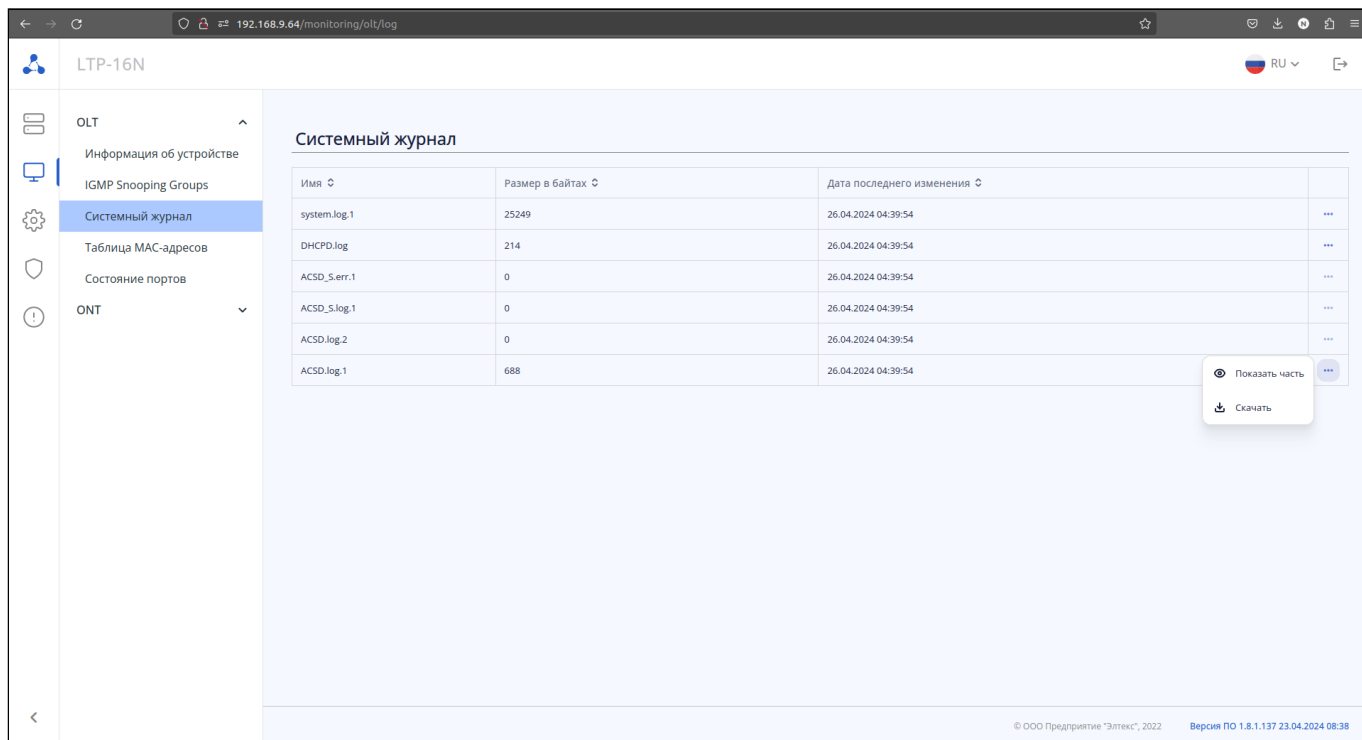 192.168.9.64/monitoring/olt/log
N
LTP-16N
RU
OLT
Информация об устройстве
IGMP Snooping Groups
Системный журнал
Таблица MAC-адресов
Состояние портов
ONT
Системный журнал
Имя Размер в байтах Дата последнего изменения
system.log.1 25249 26.04.2024 04:39:54
DHCPD.log 214 26.04.2024 04:39:54
ACSD_S.err.1 0 26.04.2024 04:39:54
ACSD_S.log.1 0 26.04.2024 04:39:54
ACSD.log.2 0 26.04.2024 04:39:54
ACSD.log.1 688 26.04.2024 04:39:54
Показать часть
Скачать
© ООО Предприятие "Элтекс", 2022 Версия ПО 1.8.1.137 23.04.2024 08:38